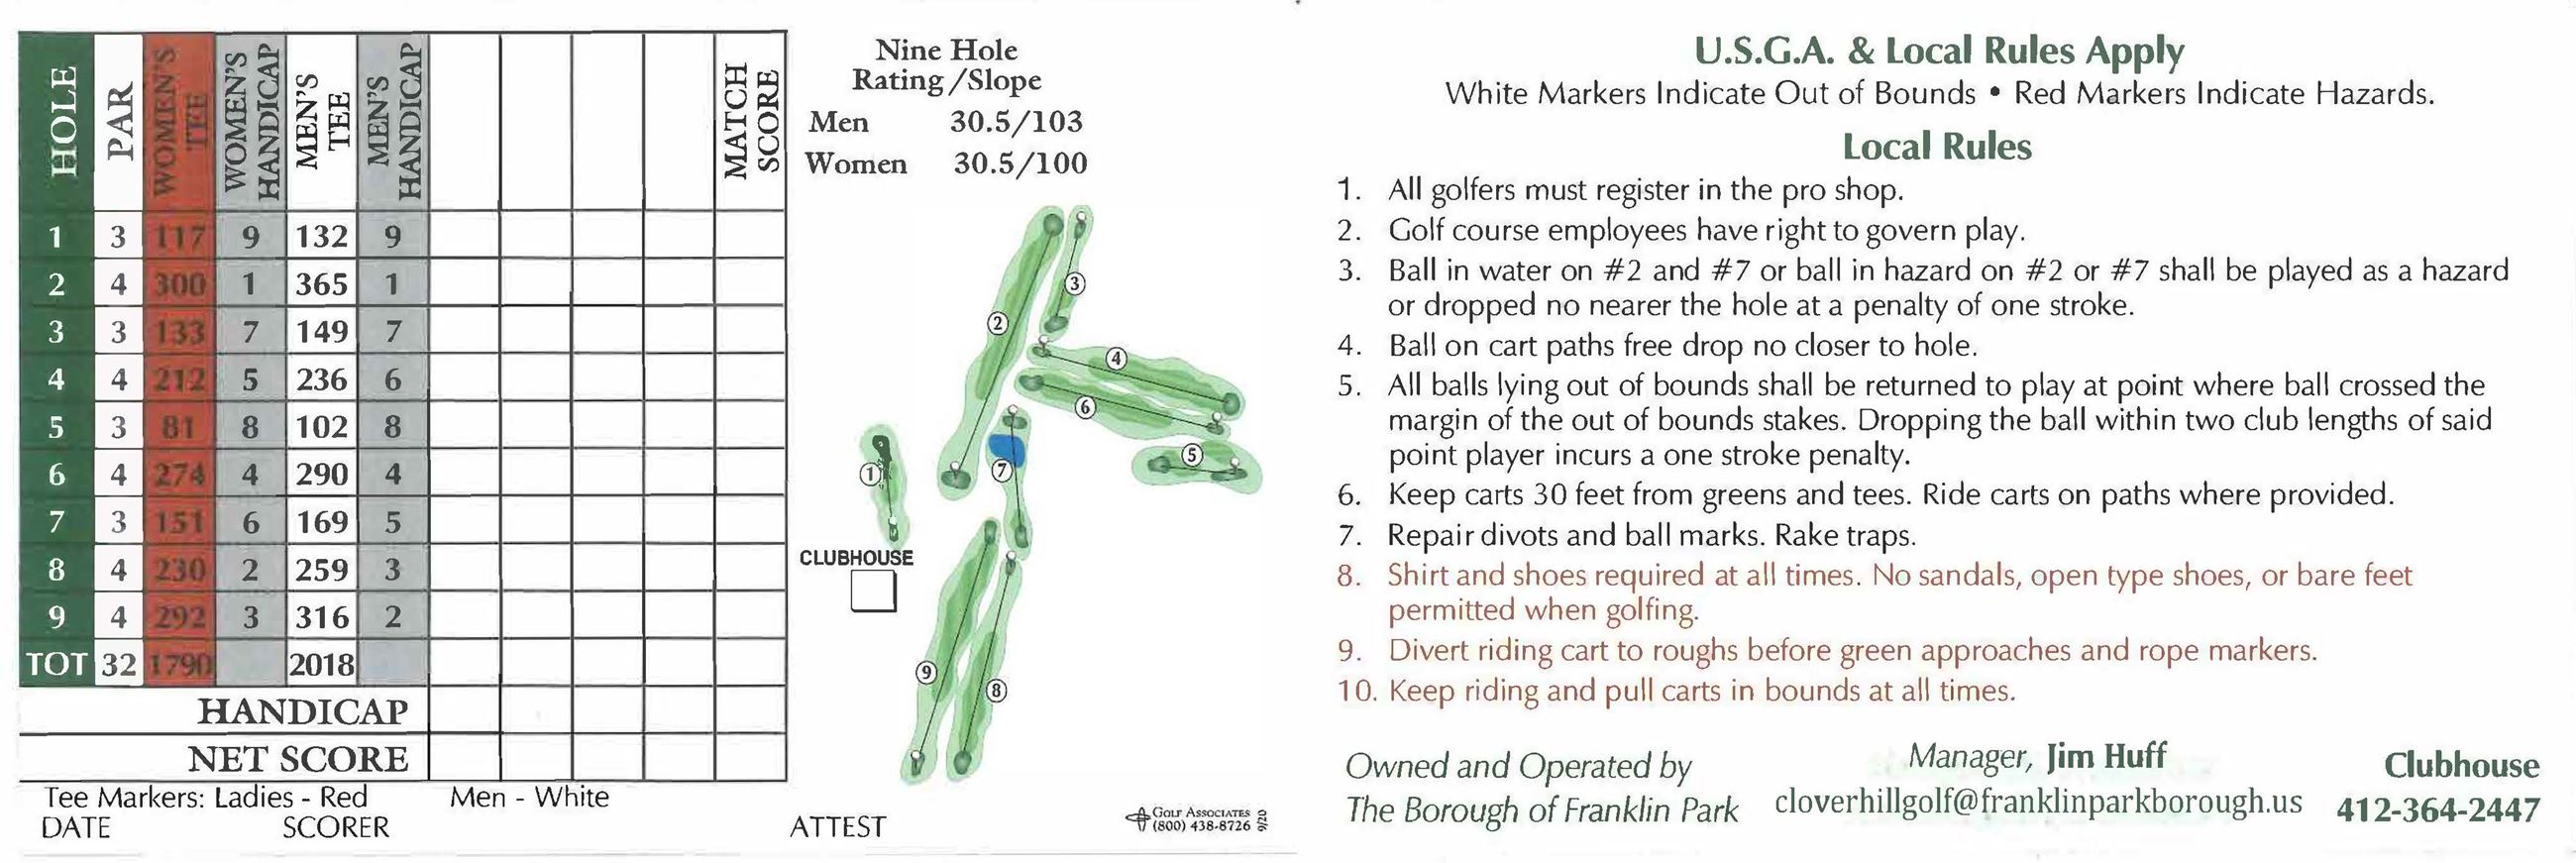 HOLE PAR WOMEN'S TEE WOMEN'S HANDICAP MEN'S TEE MEN'S HANDICAP MATCH SCORE
1 3 117 9 132 9
2 4 300 1 365 1
3 3 133 7 149 7
4 4 212 5 236 6
5 3 81 8 102 8
6 4 274 4 290 4
7 3 151 6 169 5
8 4 230 2 259 3
9 4 292 3 316 2
TOT 32 1790 2018
HANDICAP
NET SCORE
Tee Markers: Ladies - Red Men - White
DATE SCORER ATTEST
Nine Hole
Rating /Slope
Men 30.5/103
Women 30.5/100
3
2
4
6
5
1
7
CLUBHOUSE
9
8
GOLF ASSOCIATES
(800) 438-8726 9/20
U.S.G.A. & Local Rules Apply
White Markers Indicate Out of Bounds • Red Markers Indicate Hazards.
Local Rules
1. All golfers must register in the pro shop.
2. Golf course employees have right to govern play.
3. Ball in water on #2 and #7 or ball in hazard on #2 or #7 shall be played as a hazard
or dropped no nearer the hole at a penalty of one stroke.
4. Ball on cart paths free drop no closer to hole.
5. All balls lying out of bounds shall be returned to play at point where ball crossed the
margin of the out of bounds stakes. Dropping the ball within two club lengths of said
point player incurs a one stroke penalty.
6. Keep carts 30 feet from greens and tees. Ride carts on paths where provided.
7. Repair divots and ball marks. Rake traps.
8. Shirt and shoes required at all times. No sandals, open type shoes, or bare feet
permitted when golfing.
9. Divert riding cart to roughs before green approaches and rope markers.
10. Keep riding and pull carts in bounds at all times.
Owned and Operated by
The Borough of Franklin Park
Manager, Jim Huff
cloverhillgolf@franklinparkborough.us
Clubhouse
412-364-2447